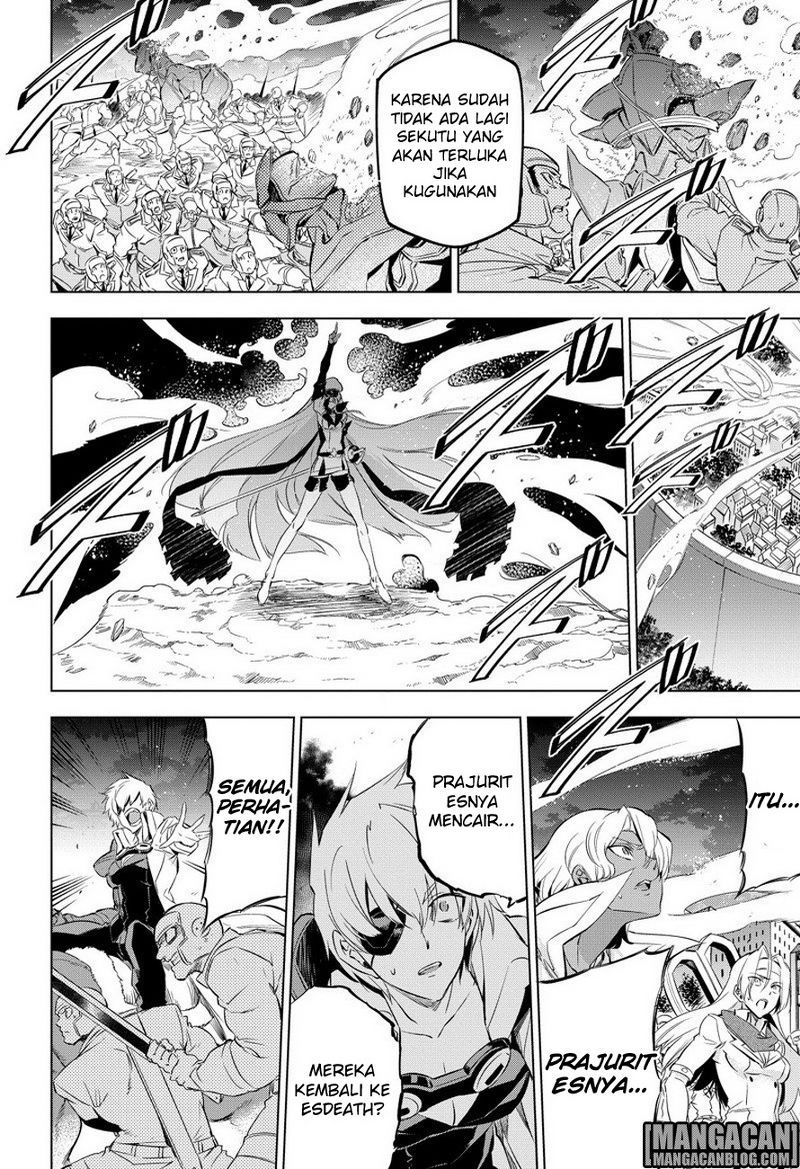 KARENA SUDAH
TIDAK ADA LAGI
SEKUTU YANG
AKAN TERLUKA
JIKA
KUGUNAKAN
ITU...
PRAJURIT
ESNYA...
PRAJURIT
ESNYA
MENCAIR...
MEREKA
KEMBALI KE
ESDEATH?
SEMUA,
PERHA-
TIAN!!
[MANGACAN]
MANGACANBLOG.COM